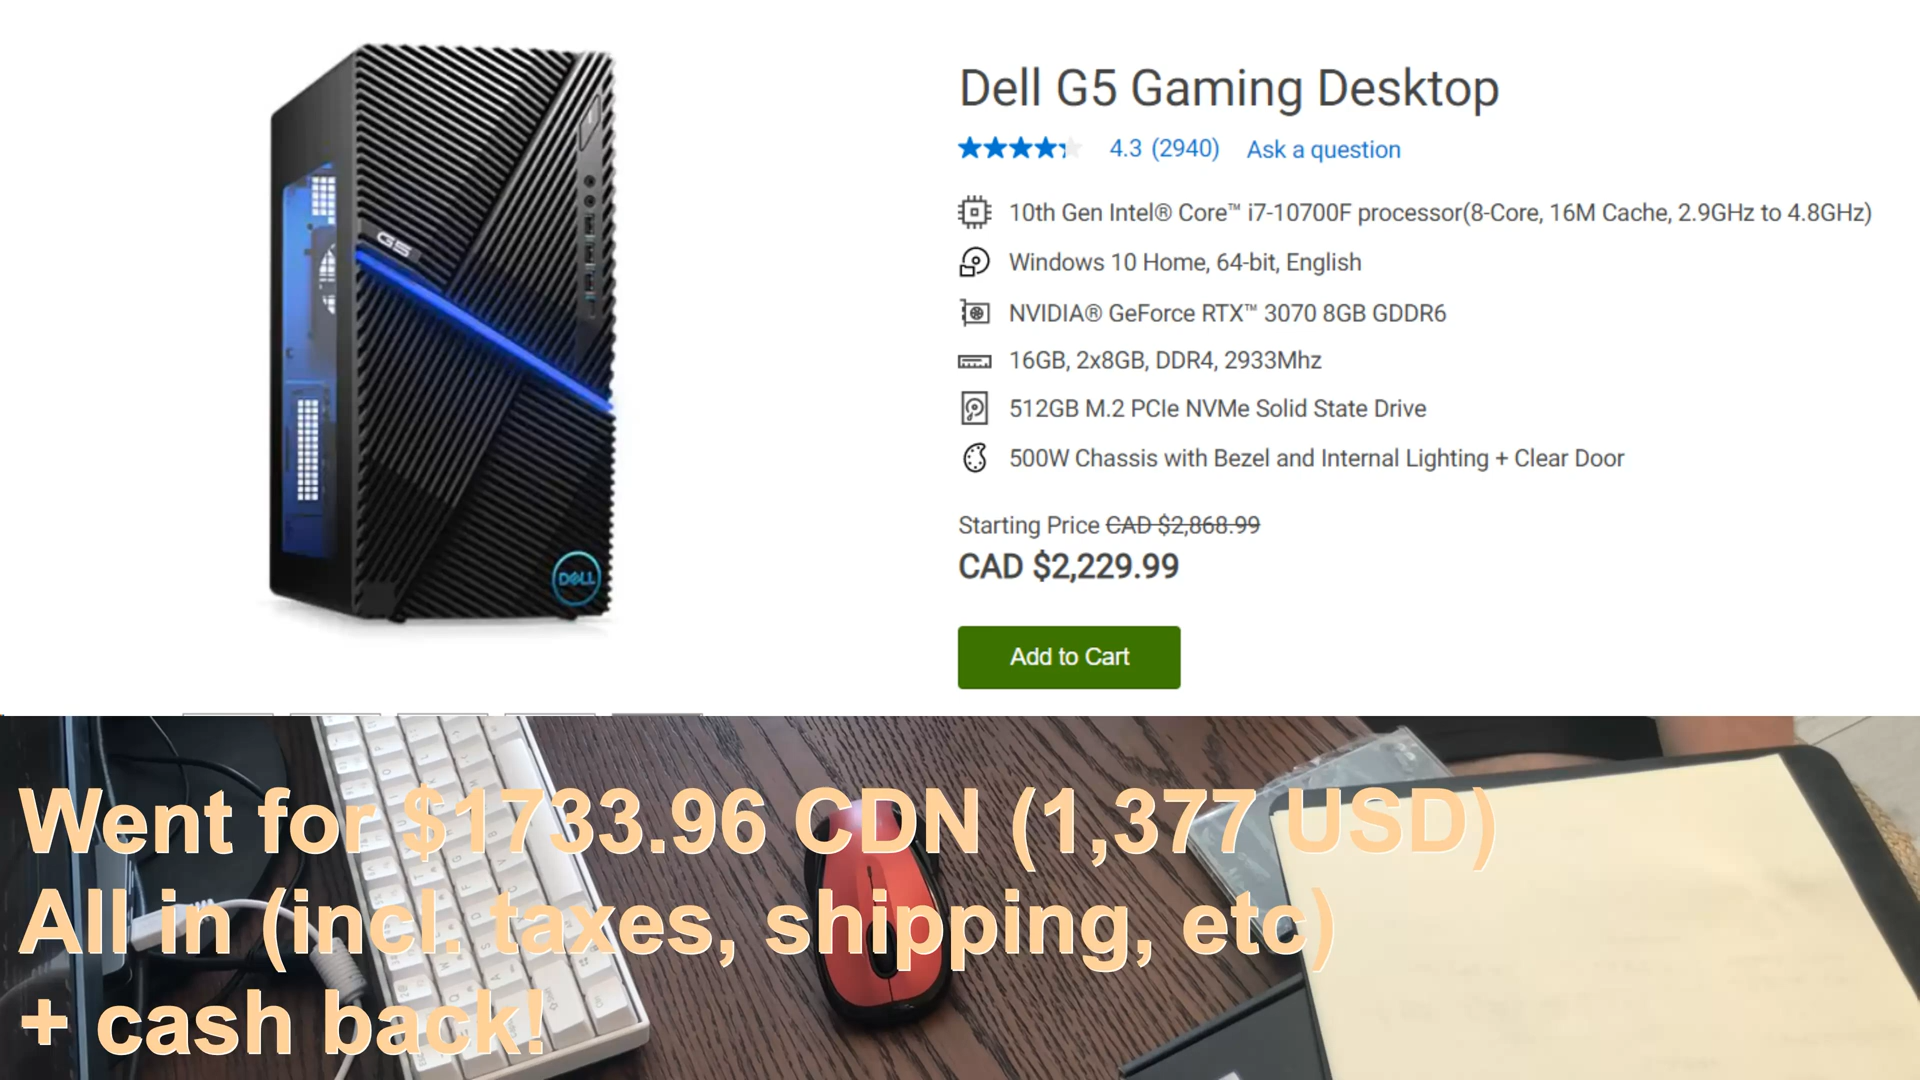 Dell G5 Gaming Desktop
4.3 (2940) Ask a question
10th Gen Intel® Core™ i7-10700F processor(8-Core, 16M Cache, 2.9GHz to 4.8GHz)
Windows 10 Home, 64-bit, English
NVIDIA® GeForce RTX™ 3070 8GB GDDR6
16GB, 2x8GB, DDR4, 2933Mhz
512GB M.2 PCIe NVMe Solid State Drive
500W Chassis with Bezel and Internal Lighting + Clear Door
Starting Price CAD $2,868.99
CAD $2,229.99
Add to Cart
G5
DELL
Went for $1733.96 CDN (1,377 USD)
All in (incl. taxes, shipping, etc)
+ cash back!